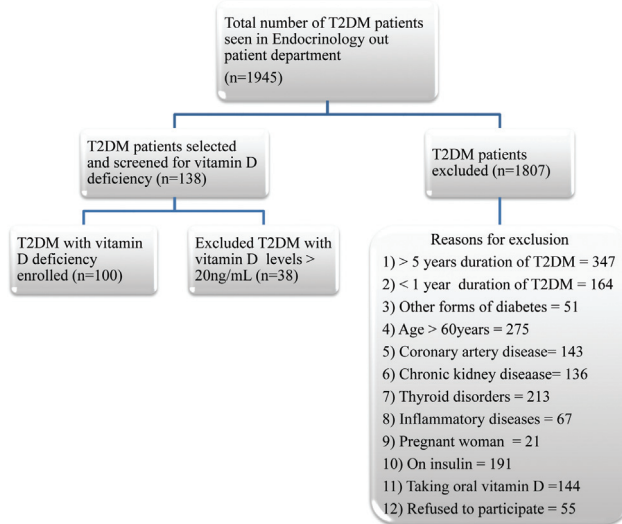 Total number of T2DM patients
seen in Endocrinology out
patient department
(n=1945)
T2DM patients selected
and screened for vitamin D
deficiency (n=138)
T2DM patients
excluded (n=1807)
T2DM with vitamin
D deficiency
enrolled (n=100)
Excluded T2DM with
vitamin D levels >
20ng/mL (n=38)
Reasons for exclusion
1) > 5 years duration of T2DM = 347
2) < 1 year duration of T2DM = 164
3) Other forms of diabetes = 51
4) Age > 60years = 275
5) Coronary artery disease= 143
6) Chronic kidney diseaase= 136
7) Thyroid disorders = 213
8) Inflammatory diseases = 67
9) Pregnant woman = 21
10) On insulin = 191
11) Taking oral vitamin D =144
12) Refused to participate = 55